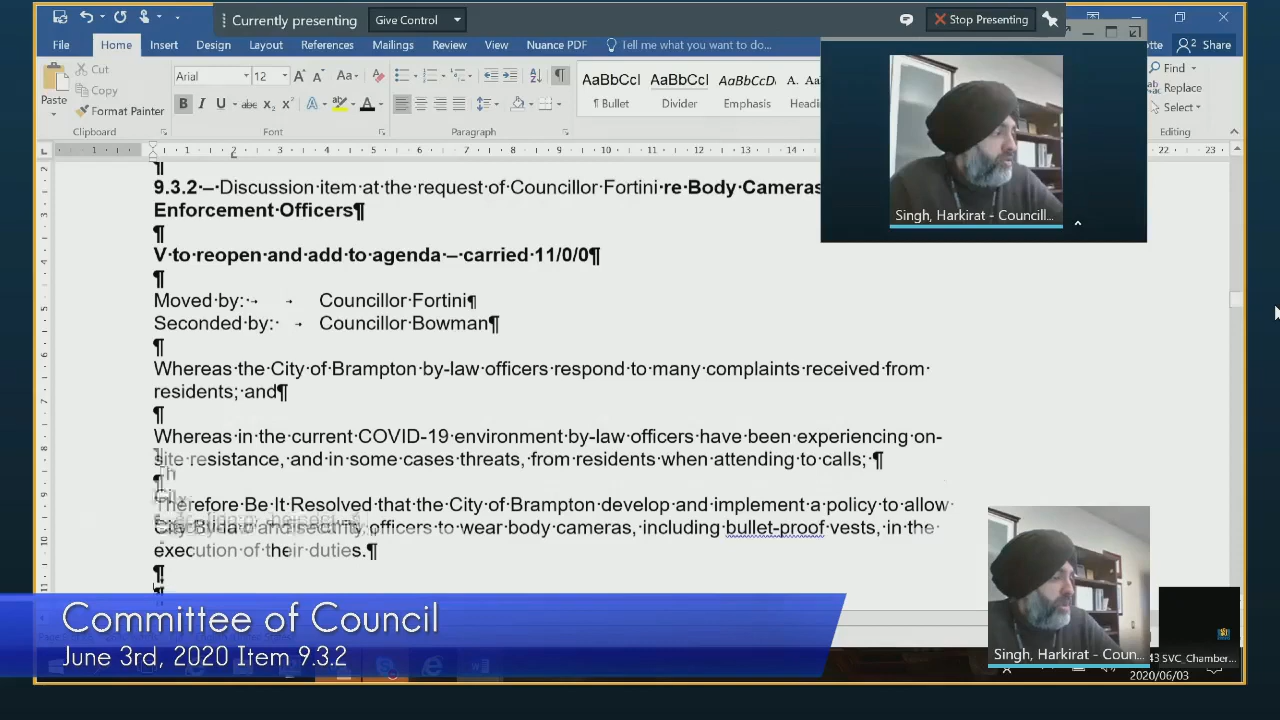 Currently presenting
Give Control
Stop Presenting
File
Home
Insert
Design
Layout
References
Mailings
Review
View
Nuance PDF
Tell me what you want to do...
Share
Paste
Cut
Copy
Format Painter
Clipboard
Arial
12
Font
Paragraph
AaBbCcI
AaBbCcI
AaBbCcD
¶ Bullet
Divider
Emphasis
Headi
Find
Replace
Select
Editing
9.3.2 – Discussion item at the request of Councillor Fortini re Body Cameras
Enforcement Officers¶
¶
V to reopen and add to agenda – carried 11/0/0¶
¶
Moved by: → → Councillor Fortini¶
Seconded by: → Councillor Bowman¶
¶
Whereas the City of Brampton by-law officers respond to many complaints received from
residents; and¶
¶
Whereas in the current COVID-19 environment by-law officers have been experiencing on-
site resistance, and in some cases threats, from residents when attending to calls; ¶
¶
Therefore Be It Resolved that the City of Brampton develop and implement a policy to allow
officers to wear body cameras, including bullet-proof vests, in the
execution of their duties.¶
¶
Singh, Harkirat - Councill...
Committee of Council
June 3rd, 2020 Item 9.3.2
Singh, Harkirat - Coun...
SVC_Chamber...
2020/06/03